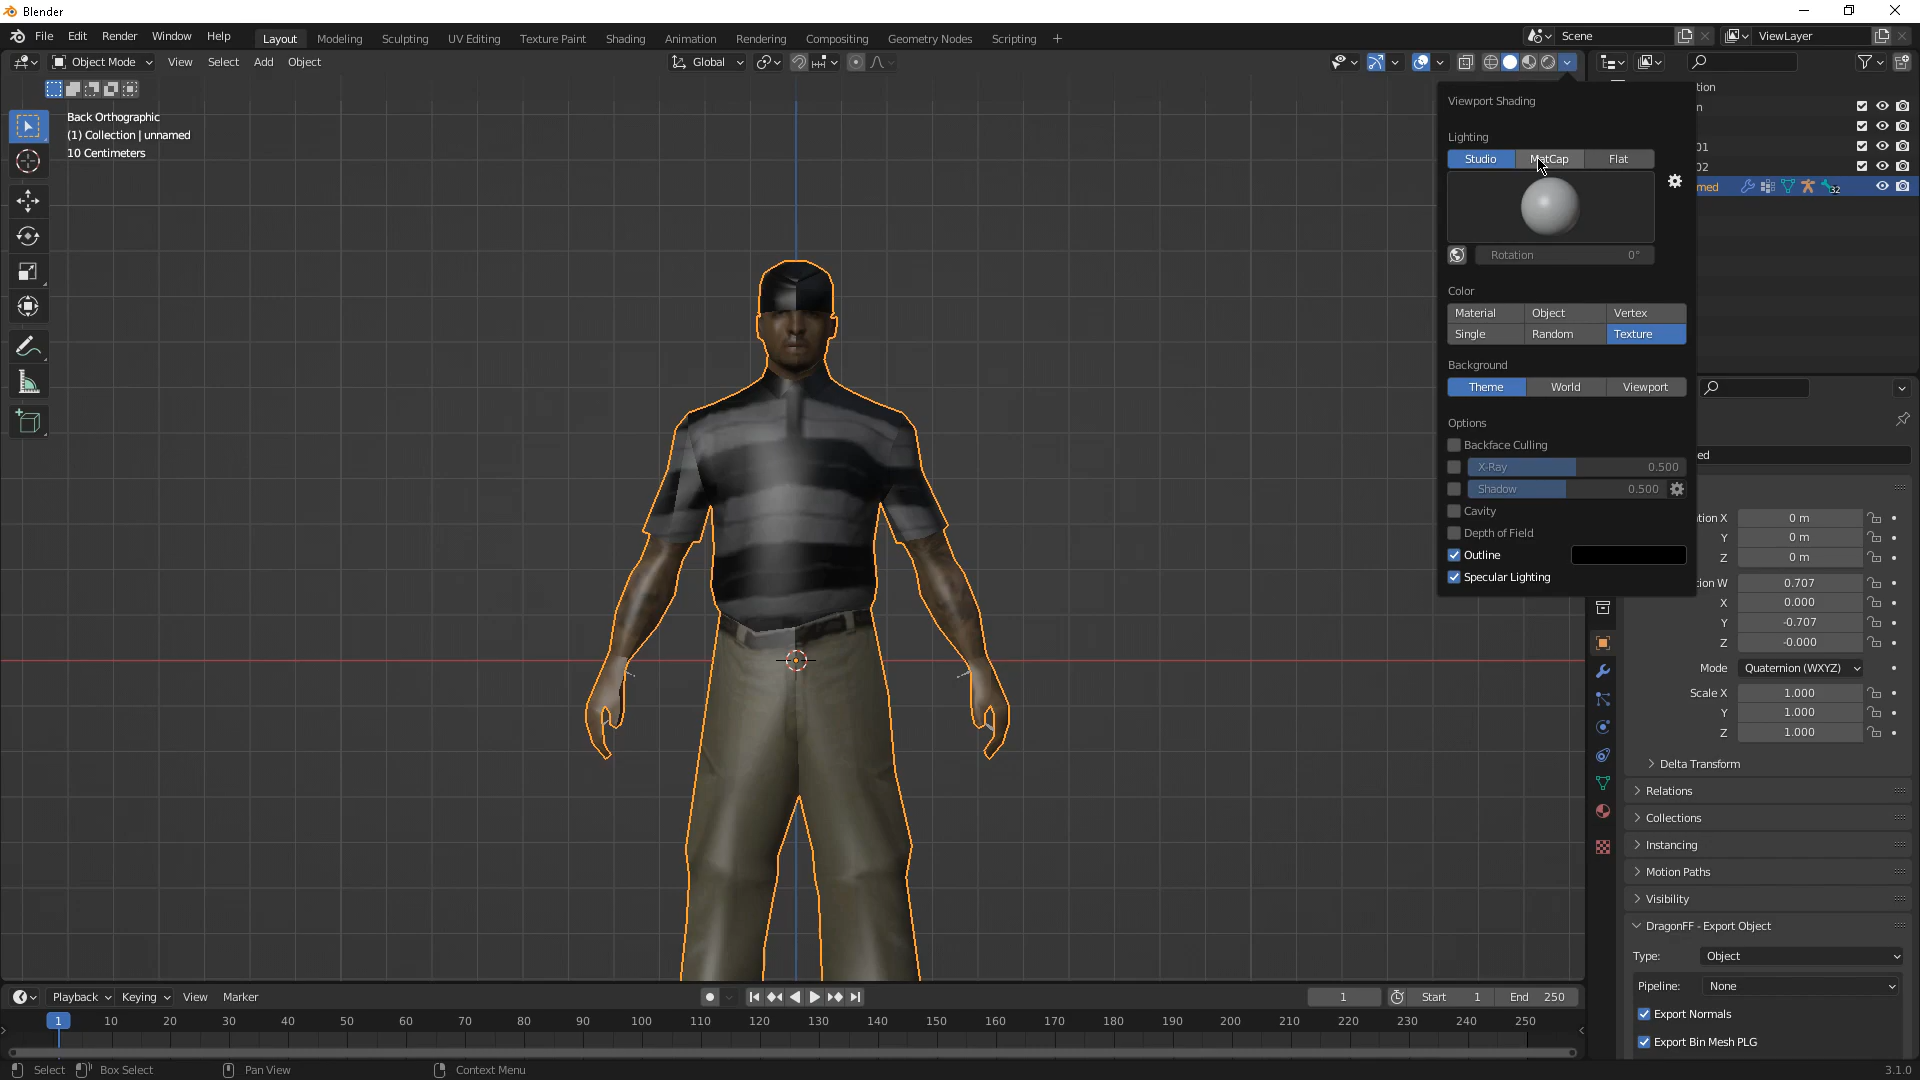 Blender
File Edit Render Window Help
Layout Modeling Sculpting UV Editing Texture Paint Shading Animation Rendering Compositing Geometry Nodes Scripting +
Scene ViewLayer
Object Mode View Select Add Object
Global
Back Orthographic
(1) Collection | unnamed
10 Centimeters
Viewport Shading
Lighting
Studio MatCap Flat
Rotation 0°
Color
Material Object Vertex
Single Random Texture
Background
Theme World Viewport
Options
Backface Culling
X-Ray 0.500
Shadow 0.500
Cavity
Depth of Field
Outline
Specular Lighting
tion
n
01
02
med 32
ed
ation X 0 m
Y 0 m
Z 0 m
tion W 0.707
X 0.000
Y -0.707
Z -0.000
Mode Quaternion (WXYZ)
Scale X 1.000
Y 1.000
Z 1.000
Delta Transform
Relations
Collections
Instancing
Motion Paths
Visibility
DragonFF - Export Object
Type: Object
Pipeline: None
Export Normals
Export Bin Mesh PLG
Playback Keying View Marker
1 Start 1 End 250
1 10 20 30 40 50 60 70 80 90 100 110 120 130 140 150 160 170 180 190 200 210 220 230 240 250
Select Box Select Pan View Context Menu 3.1.0